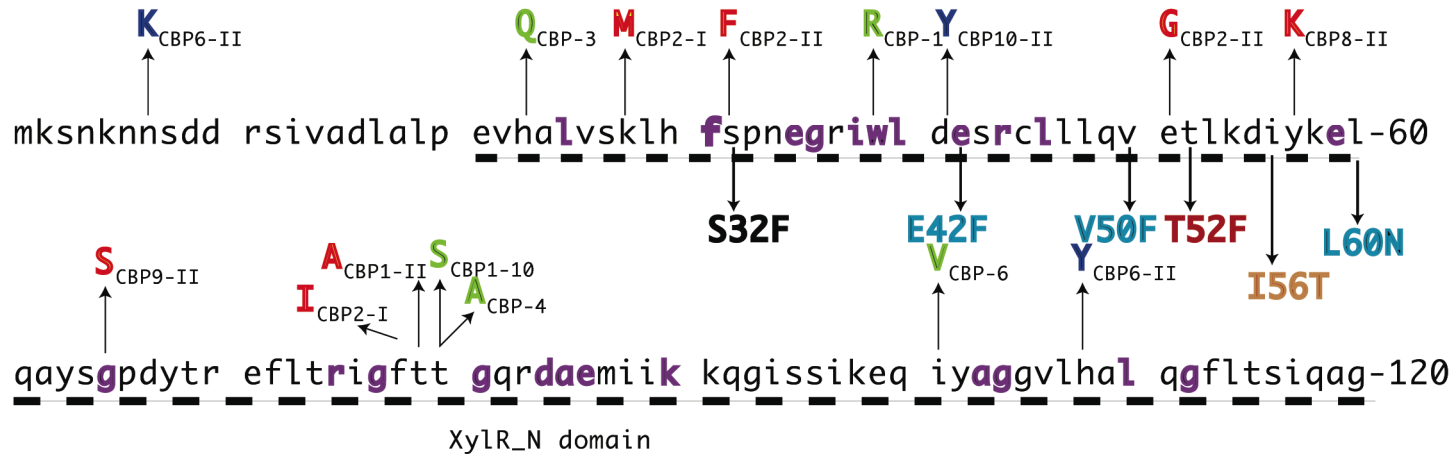 K CBP6-II Q CBP-3 M CBP2-I F CBP2-II R CBP-1 Y CBP10-II G CBP2-II K CBP8-II
mksnknnsdd rsivadlalp evhalvsklh fspnegriwl desrclllqv etlkdiykel-60
S32F E42F V50F T52F L60N
I56T
S CBP9-II A CBP1-II S CBP1-10 V CBP-6 Y CBP6-II
I CBP2-I A CBP-4
qaysgpdytr efltrigftt gqrdaemiik kqgissikeq iyaggvlhal qgfltsiqag-120
XylR_N domain